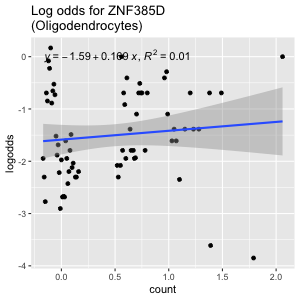 Log odds for ZNF385D
(Oligodendrocytes)
y = −1.59 + 0.169 x, R² = 0.01
0
-1
-2
-3
-4
logodds
0.0 0.5 1.0 1.5 2.0
count